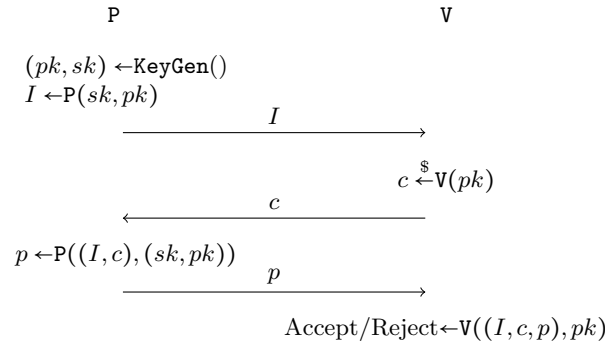 P V
(pk, sk) ←KeyGen()
I ←P(sk, pk)
I
c $← V(pk)
c
p ←P((I, c), (sk, pk))
p
Accept/Reject←V((I, c, p), pk)